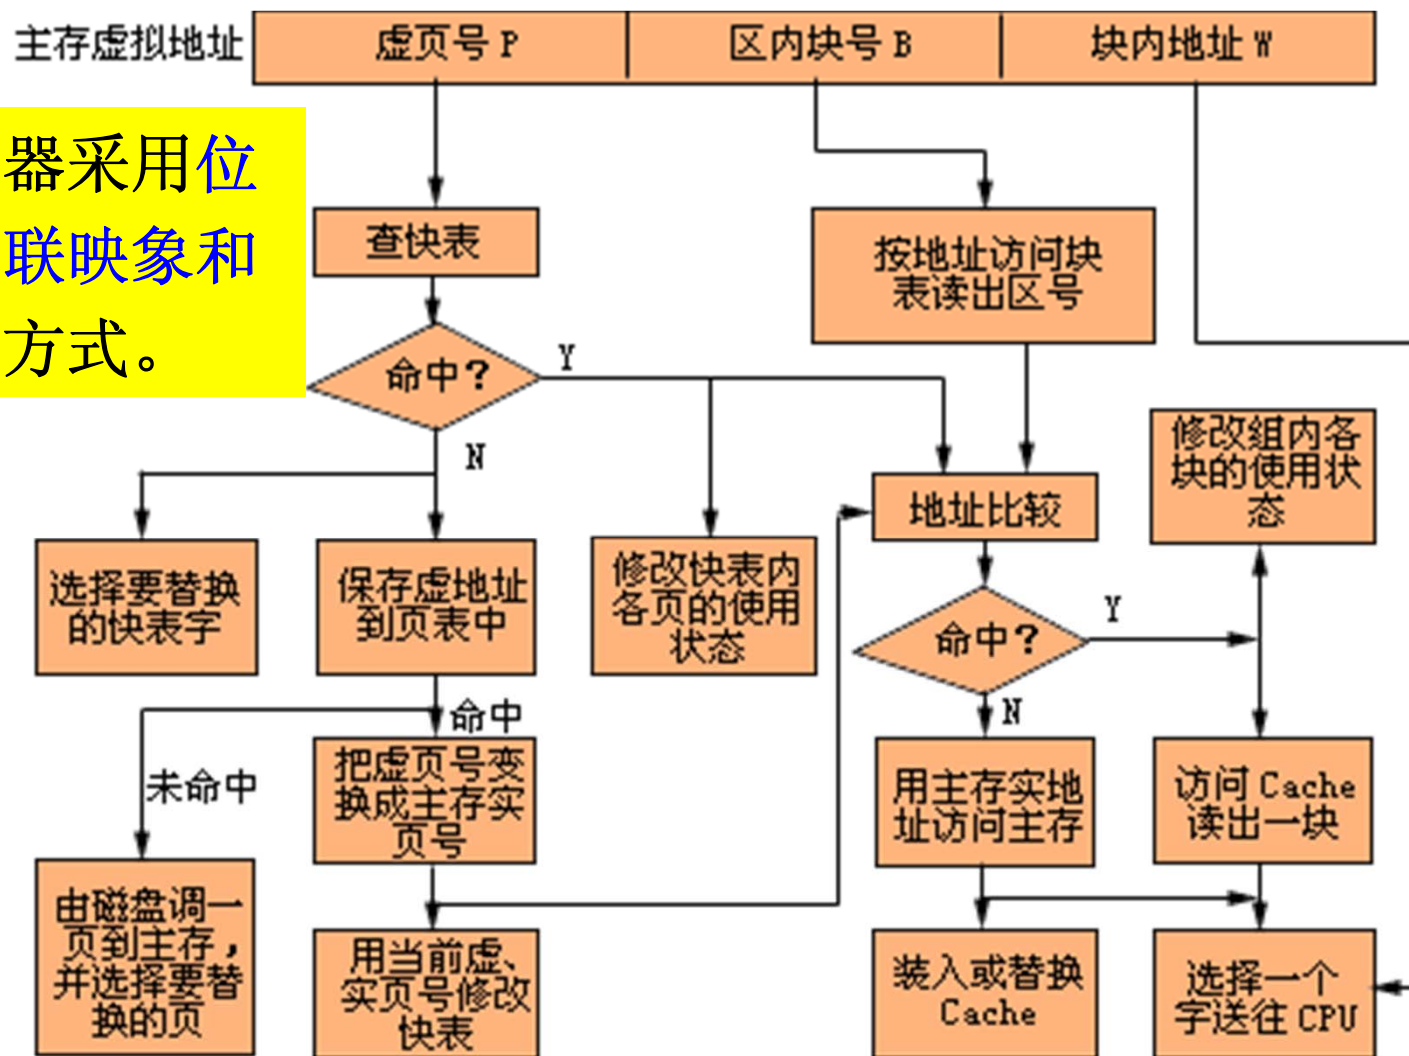 主存虚拟地址
虚页号 P
区内块号 B
块内地址 W
器采用位
联映象和
方式。
查快表
按地址访问块
表读出区号
命中?
Y
N
修改组内各
块的使用状
态
地址比较
选择要替换
的快表字
保存虚地址
到页表中
修改快表内
各页的使用
状态
命中?
Y
N
命中
未命中
把虚页号变
换成主存实
页号
用主存实地
址访问主存
访问 Cache
读出一块
由磁盘调一
页到主存，
并选择要替
换的页
用当前虚、
实页号修改
快表
装入或替换
Cache
选择一个
字送往 CPU